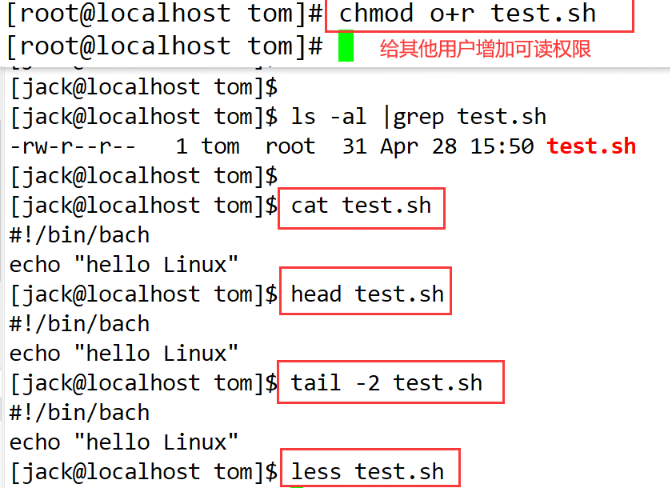 [root@localhost tom]# chmod o+r test.sh
[root@localhost tom]# 给其他用户增加可读权限
[jack@localhost tom]$
[jack@localhost tom]$ ls -al |grep test.sh
-rw-r--r-- 1 tom root 31 Apr 28 15:50 test.sh
[jack@localhost tom]$
[jack@localhost tom]$ cat test.sh
#!/bin/bach
echo "hello Linux"
[jack@localhost tom]$ head test.sh
#!/bin/bach
echo "hello Linux"
[jack@localhost tom]$ tail -2 test.sh
#!/bin/bach
echo "hello Linux"
[jack@localhost tom]$ less test.sh